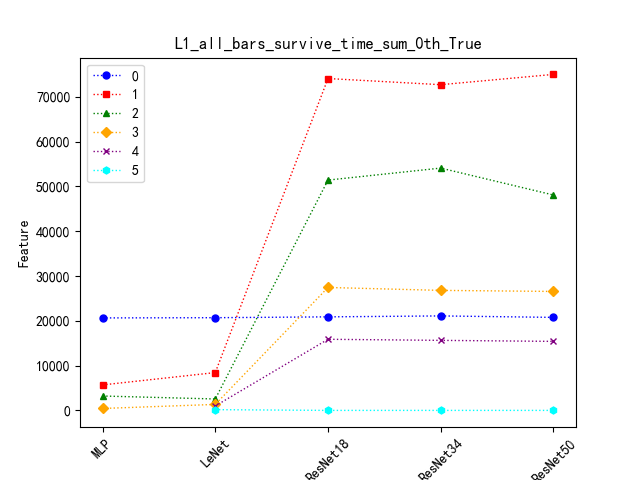 L1_all_bars_survive_time_sum_0th_True
0
1
2
3
4
5
70000
60000
50000
40000
30000
20000
10000
0
Feature
MLP
LeNet
ResNet18
ResNet34
ResNet50